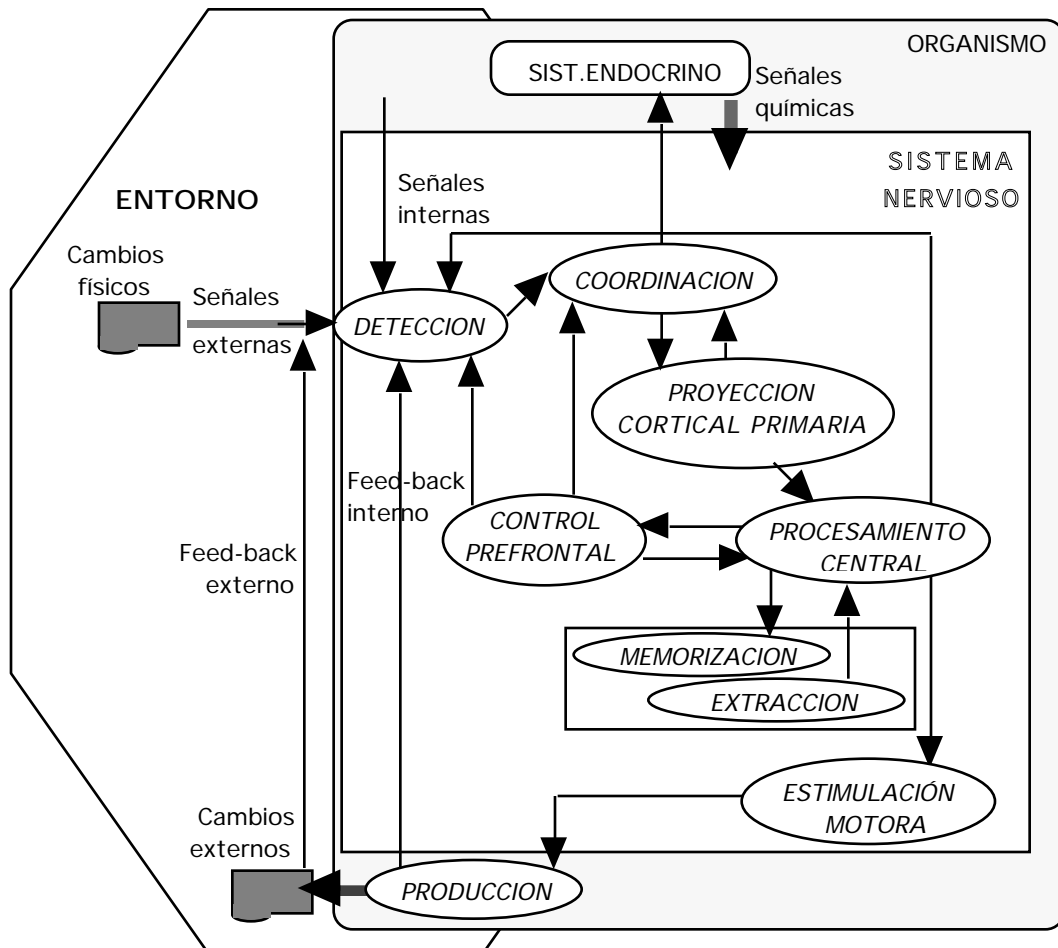 ORGANISMO
SIST.ENDOCRINO
Señales
químicas
SISTEMA
NERVIOSO
Señales
internas
ENTORNO
Cambios
físicos
Señales
externas
DETECCION
COORDINACION
PROYECCION
CORTICAL PRIMARIA
Feed-back
interno
CONTROL
PREFRONTAL
PROCESAMIENTO
CENTRAL
Feed-back
externo
MEMORIZACION
EXTRACCION
ESTIMULACIÓN
MOTORA
Cambios
externos
PRODUCCION